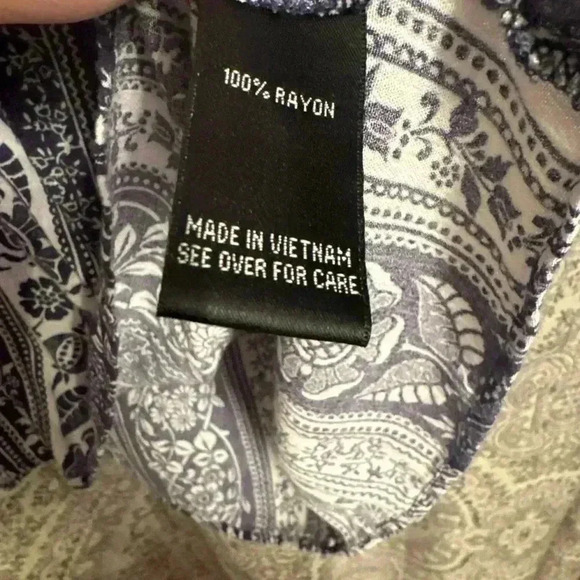 100% RAYON
MADE IN VIETNAM
SEE OVER FOR CARE